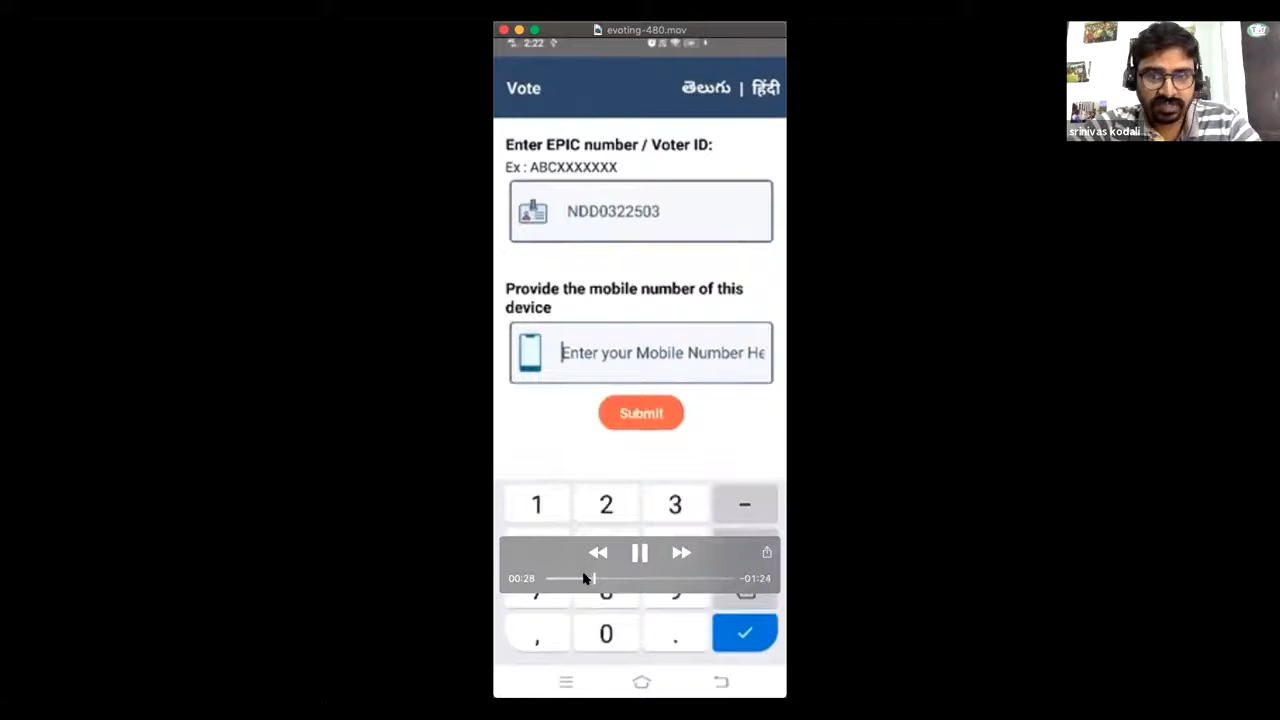 evoting-480.mov
2:22
Vote
తెలుగు | हिंदी
Enter EPIC number / Voter ID:
Ex : ABCXXXXXXX
NDD0322503
Provide the mobile number of this
device
Enter your Mobile Number He
Submit
1 2 3 -
00:28 -01:24
, 0 .
srinivas kodali